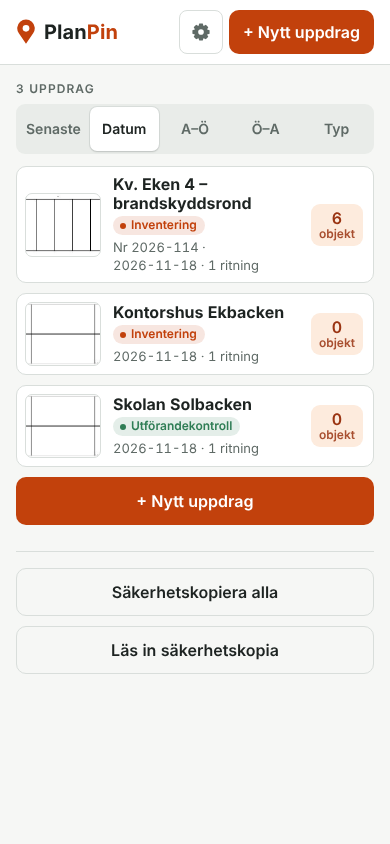 PlanPin
+ Nytt uppdrag
3 UPPDRAG
Senaste
Datum
A–Ö
Ö–A
Typ
Kv. Eken 4 –
brandskyddsrond
Inventering
Nr 2026-114 ·
2026-11-18 · 1 ritning
6
objekt
Kontorshus Ekbacken
Inventering
2026-11-18 · 1 ritning
0
objekt
Skolan Solbacken
Utförandekontroll
2026-11-18 · 1 ritning
0
objekt
+ Nytt uppdrag
Säkerhetskopiera alla
Läs in säkerhetskopia